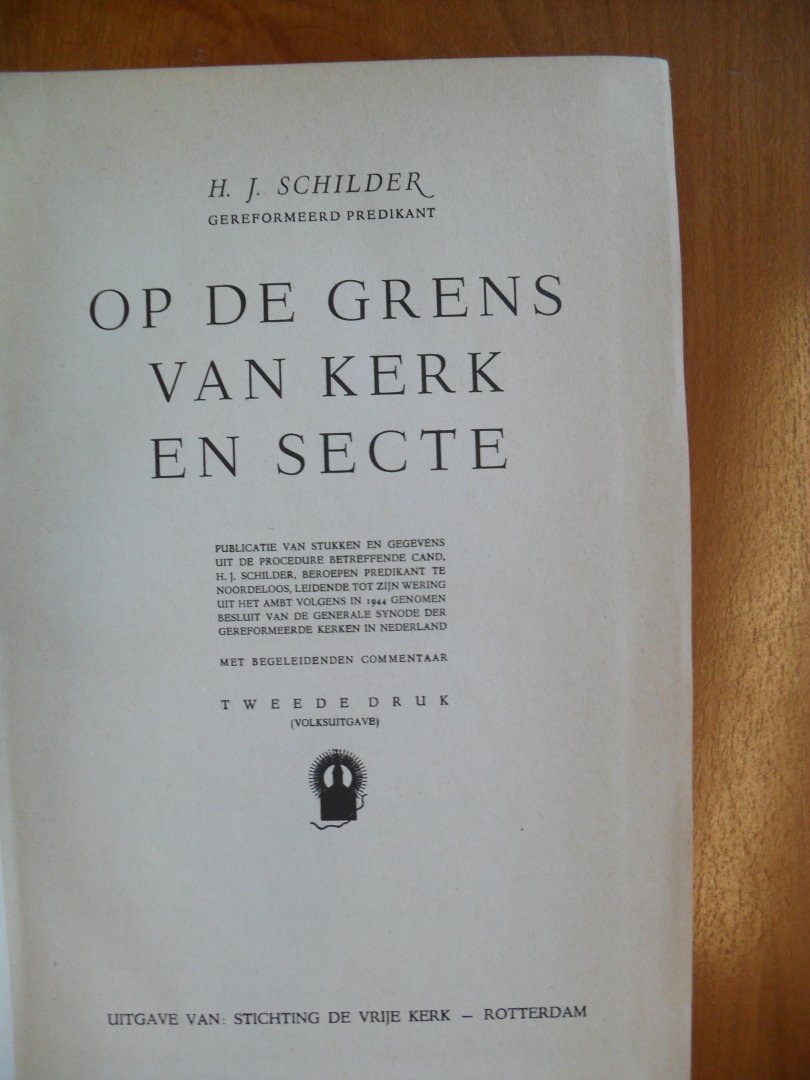 H. J. SCHILDER
GEREFORMEERD PREDIKANT
OP DE GRENS
VAN KERK
EN SECTE
PUBLICATIE VAN STUKKEN EN GEGEVENS
UIT DE PROCEDURE BETREFFENDE CAND.
H. J. SCHILDER, BEROEPEN PREDIKANT TE
NOORDELOOS, LEIDENDE TOT ZIJN WERING
UIT HET AMBT VOLGENS IN 1944 GENOMEN
BESLUIT VAN DE GENERALE SYNODE DER
GEREFORMEERDE KERKEN IN NEDERLAND
MET BEGELEIDENDEN COMMENTAAR
TWEEDE DRUK
(VOLKSUITGAVE)
UITGAVE VAN: STICHTING DE VRIJE KERK – ROTTERDAM